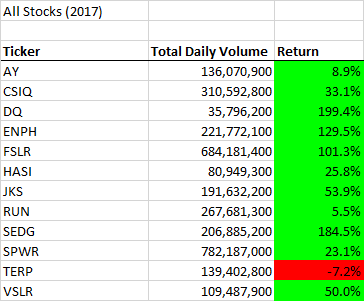 All Stocks (2017)
Ticker Total Daily Volume Return
AY 136,070,900 8.9%
CSIQ 310,592,800 33.1%
DQ 35,796,200 199.4%
ENPH 221,772,100 129.5%
FSLR 684,181,400 101.3%
HASI 80,949,300 25.8%
JKS 191,632,200 53.9%
RUN 267,681,300 5.5%
SEDG 206,885,200 184.5%
SPWR 782,187,000 23.1%
TERP 139,402,800 -7.2%
VSLR 109,487,900 50.0%